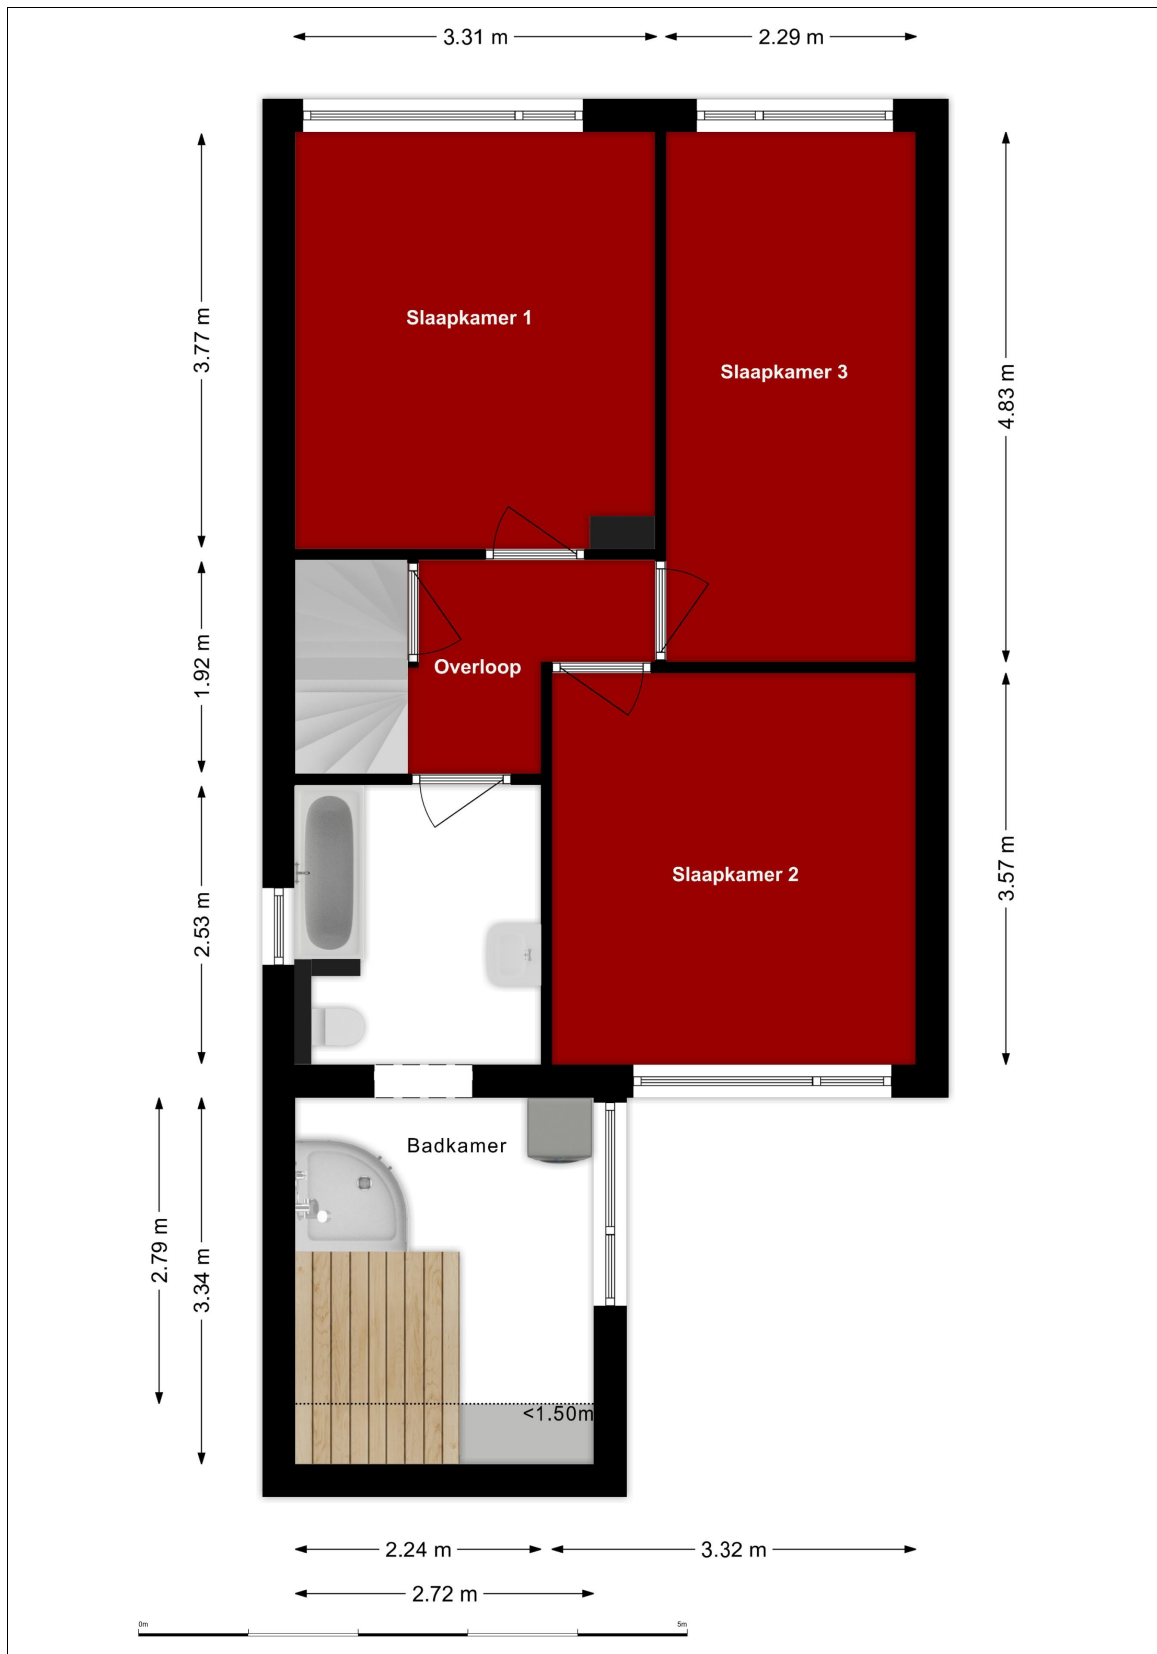 3.31 m
2.29 m
3.77 m
Slaapkamer 1
Slaapkamer 3
4.83 m
1.92 m
Overloop
2.53 m
Slaapkamer 2
3.57 m
Badkamer
2.79 m
3.34 m
<1.50m
2.24 m
3.32 m
2.72 m
0m
5m